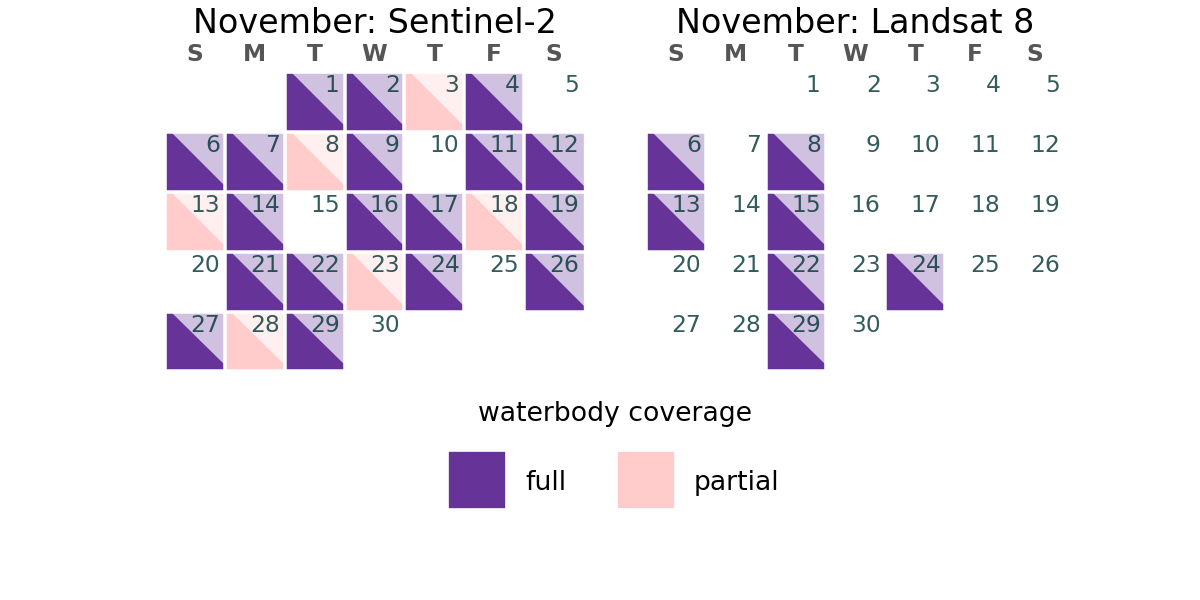 November: Sentinel-2
S M T W T F S
1 2 3 4 5
6 7 8 9 10 11 12
13 14 15 16 17 18 19
20 21 22 23 24 25 26
27 28 29 30
November: Landsat 8
S M T W T F S
1 2 3 4 5
6 7 8 9 10 11 12
13 14 15 16 17 18 19
20 21 22 23 24 25 26
27 28 29 30
waterbody coverage
full
partial